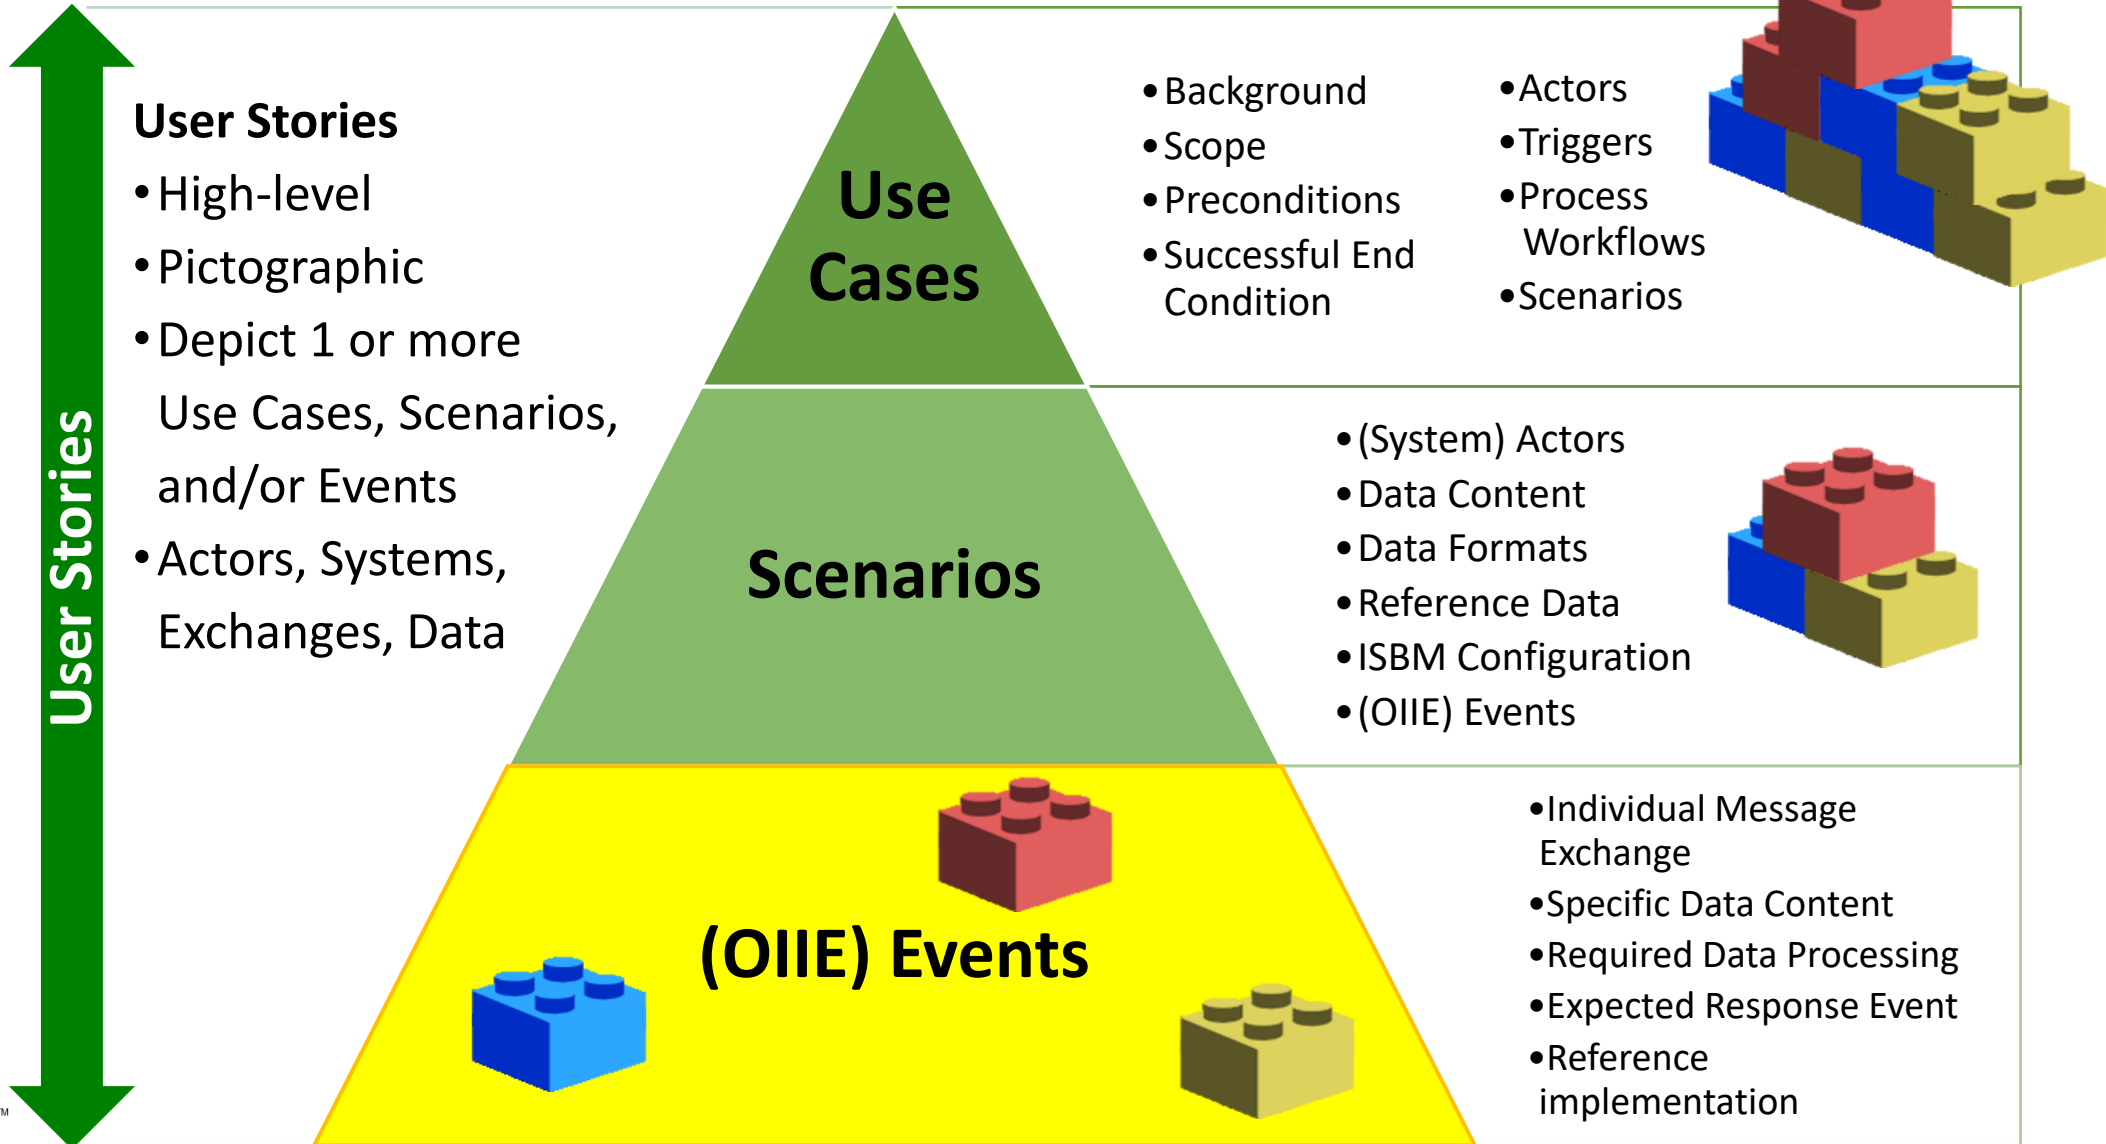 User Stories
User Stories
•High-level
•Pictographic
•Depict 1 or more
Use Cases, Scenarios,
and/or Events
•Actors, Systems,
Exchanges, Data
Use
Cases
•Background
•Scope
•Preconditions
•Successful End
Condition
•Actors
•Triggers
•Process
Workflows
•Scenarios
Scenarios
•(System) Actors
•Data Content
•Data Formats
•Reference Data
•ISBM Configuration
•(OIIE) Events
(OIIE) Events
•Individual Message
Exchange
•Specific Data Content
•Required Data Processing
•Expected Response Event
•Reference
implementation
TM